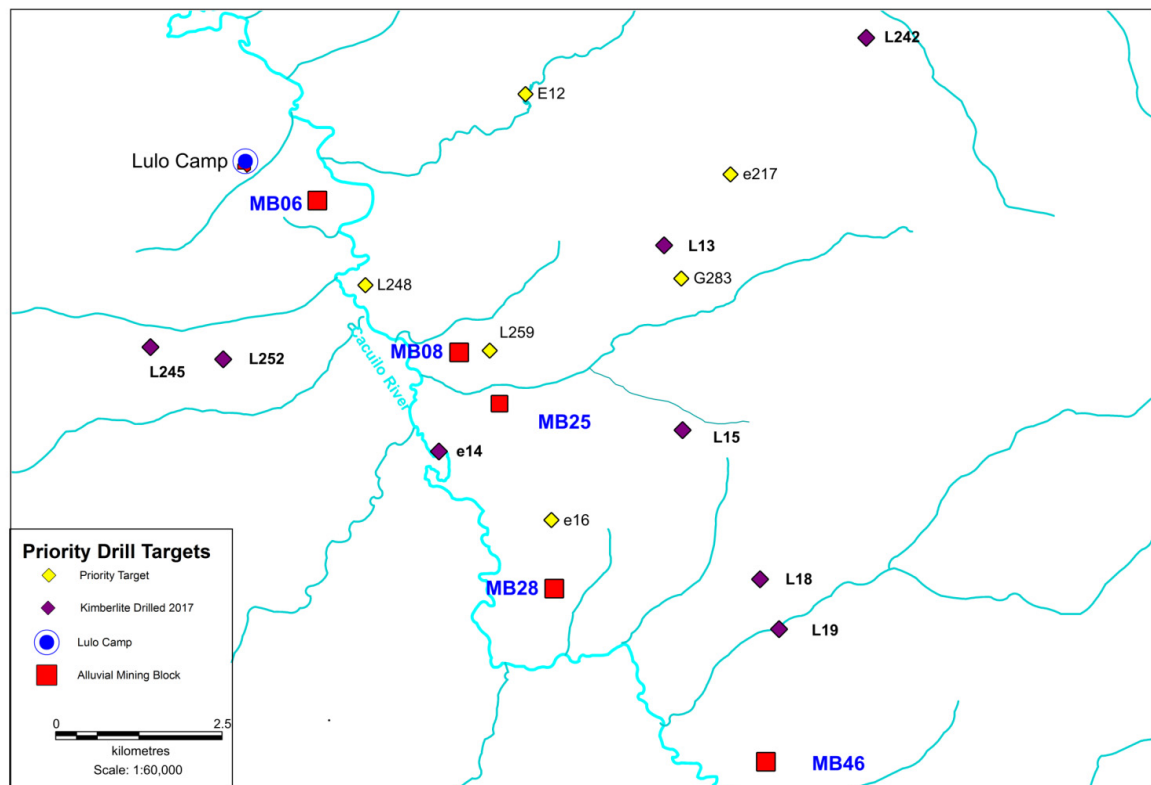 L242
E12
Lulo Camp
e217
MB06
L13
G283
L248
L259
MB08
Cacuilo River
L245
L252
MB25
L15
e14
e16
MB28
L18
L19
MB46
Priority Drill Targets
Priority Target
Kimberlite Drilled 2017
Lulo Camp
Alluvial Mining Block
0 2.5
kilometres
Scale: 1:60,000